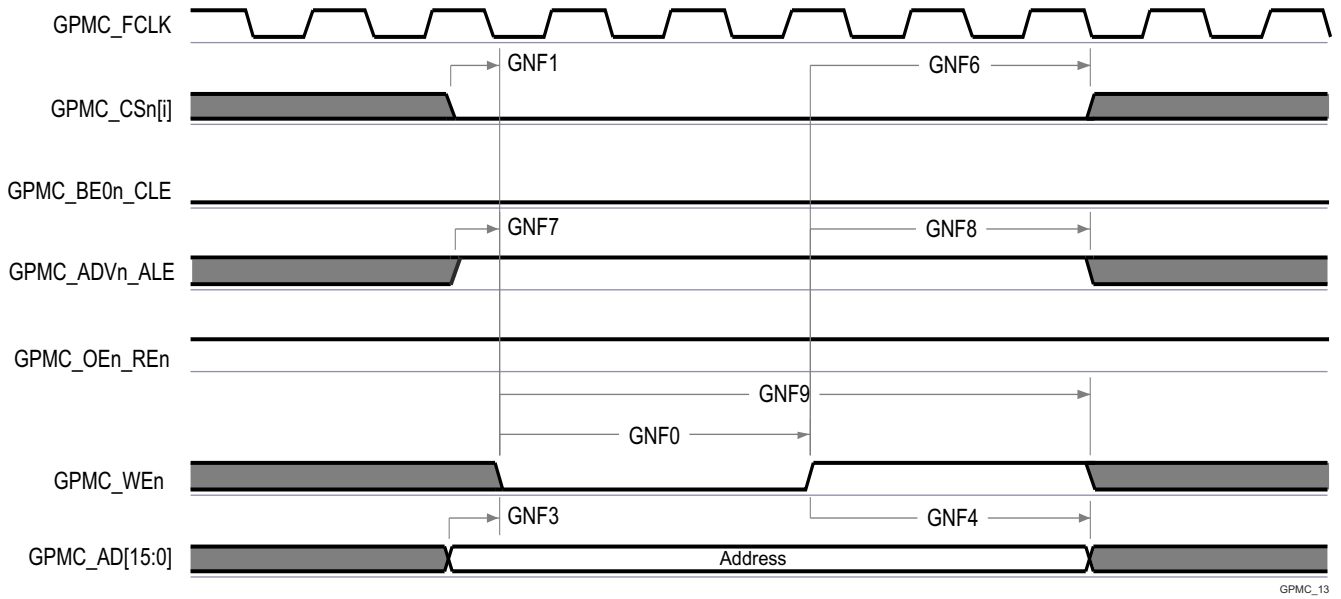 GPMC_FCLK
GNF1
GNF6
GPMC_CSn[i]
GPMC_BE0n_CLE
GNF7
GNF8
GPMC_ADVn_ALE
GPMC_OEn_REn
GNF9
GNF0
GPMC_WEn
GNF3
GNF4
GPMC_AD[15:0]
Address
GPMC_13